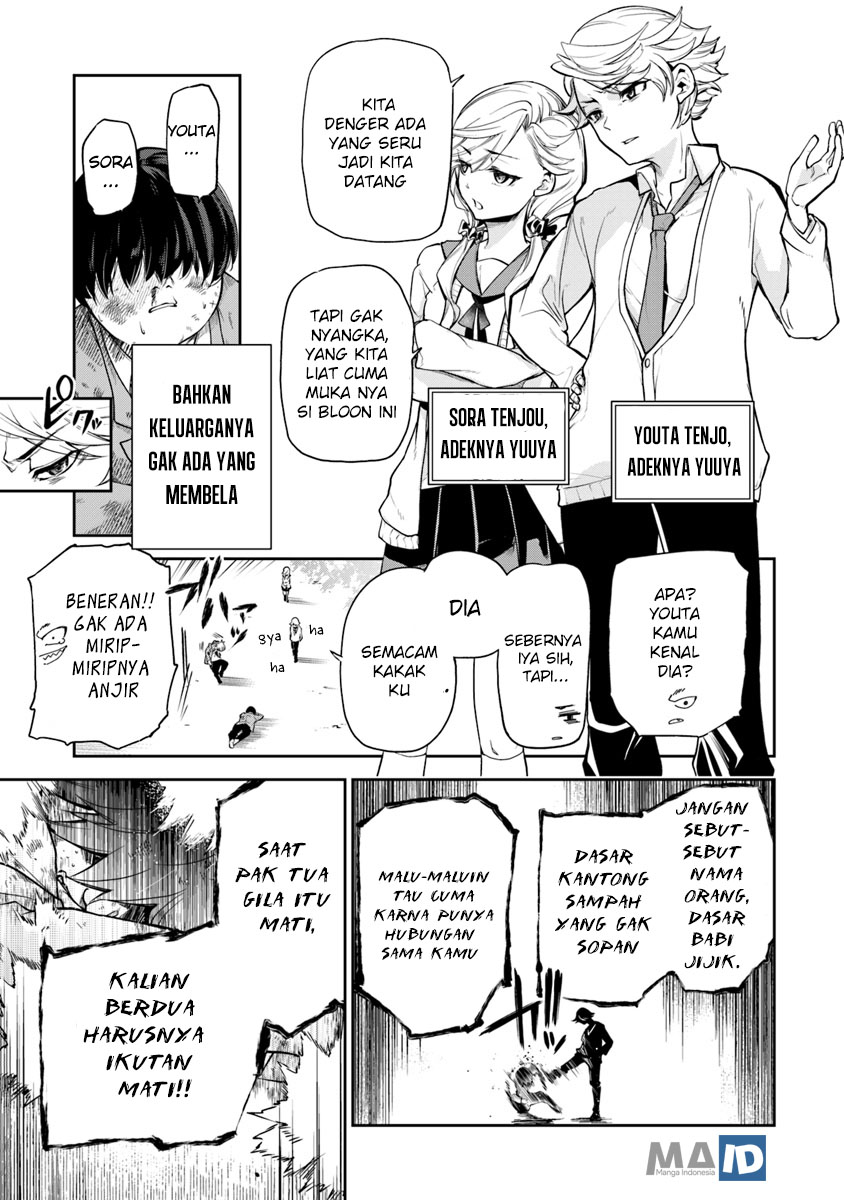 KITA
DENGER ADA
YANG SERU
JADI KITA
DATANG
TAPI GAK
NYANGKA,
YANG KITA
LIAT CUMA
MUKA NYA
SI BLOON INI
YOUTA TENJO,
ADEKNYA YUUYA
SORA TENJOU,
ADEKNYA YUUYA
YOUTA
...
SORA
...
BAHKAN
KELUARGANYA
GAK ADA YANG
MEMBELA
ピクッ
APA?
YOUTA
KAMU
KENAL
DIA?
SEBERNYA
IYA SIH,
TAPI...
DIA
SEMACAM
KAKAK
KU
BENERAN!!
GAK ADA
MIRIP-
MIRIPNYA
ANJIR
ha
ha
JANGAN
SEBUT-
SEBUT
NAMA
ORANG,
DASAR
BABI
JIJIK.
DASAR
KANTONG
SAMPAH
YANG GAK
SOPAN
MALU-MALUIN
TAU CUMA
KARNA PUNYA
HUBUNGAN
SAMA KAMU
SAAT
PAK TUA
GILA ITU
MATI,
KALIAN
BERDUA
HARUSNYA
IKUTAN
MATI!!
MAID
Manga Indonesia